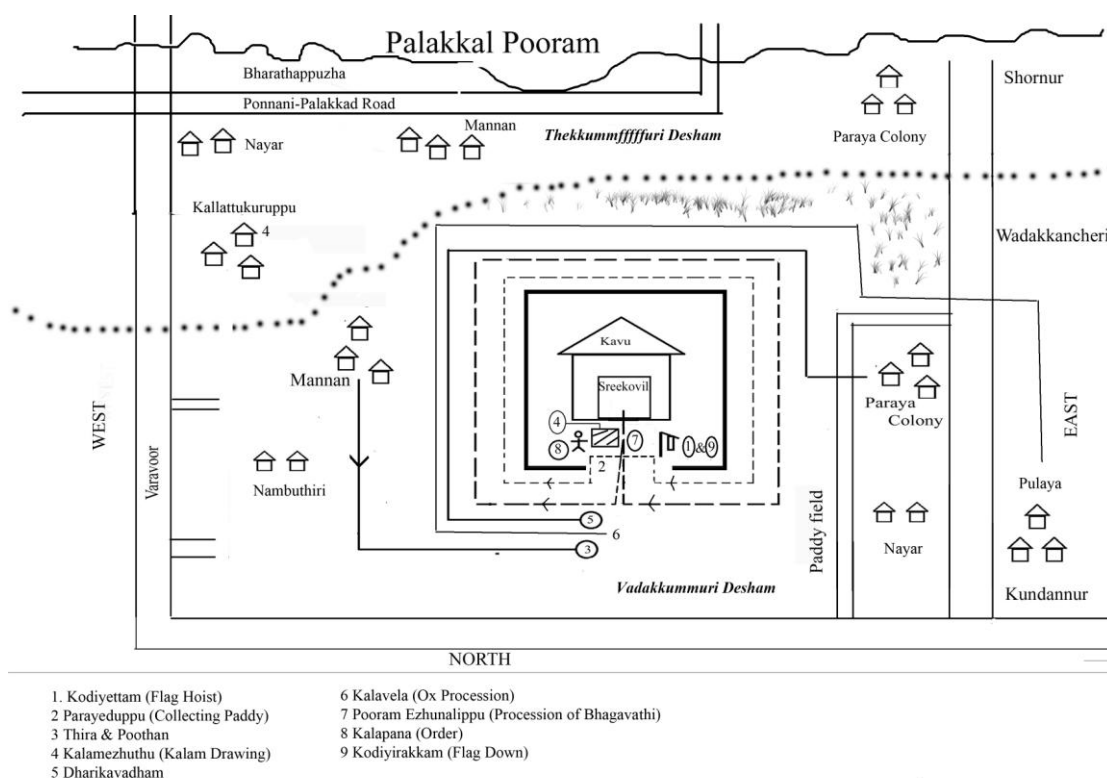 Palakkal Pooram
Bharathappuzha
Shornur
Ponnani-Palakkad Road
Mannan
Thekkummfffffuri Desham
Paraya Colony
Nayar
Kallattukuruppu
4
Wadakkancheri
Kavu
Mannan
Sreekovil
Paraya
Colony
WEST
EAST
4
8
2
7
1&9
Varavoor
Nambuthiri
Pulaya
5
6
3
Paddy field
Nayar
Vadakkummuri Desham
Kundannur
NORTH
1. Kodiyettam (Flag Hoist)
2 Parayeduppu (Collecting Paddy)
3 Thira & Poothan
4 Kalamezhuthu (Kalam Drawing)
5 Dharikavadham
6 Kalavela (Ox Procession)
7 Pooram Ezhunalippu (Procession of Bhagavathi)
8 Kalapana (Order)
9 Kodiyirakkam (Flag Down)